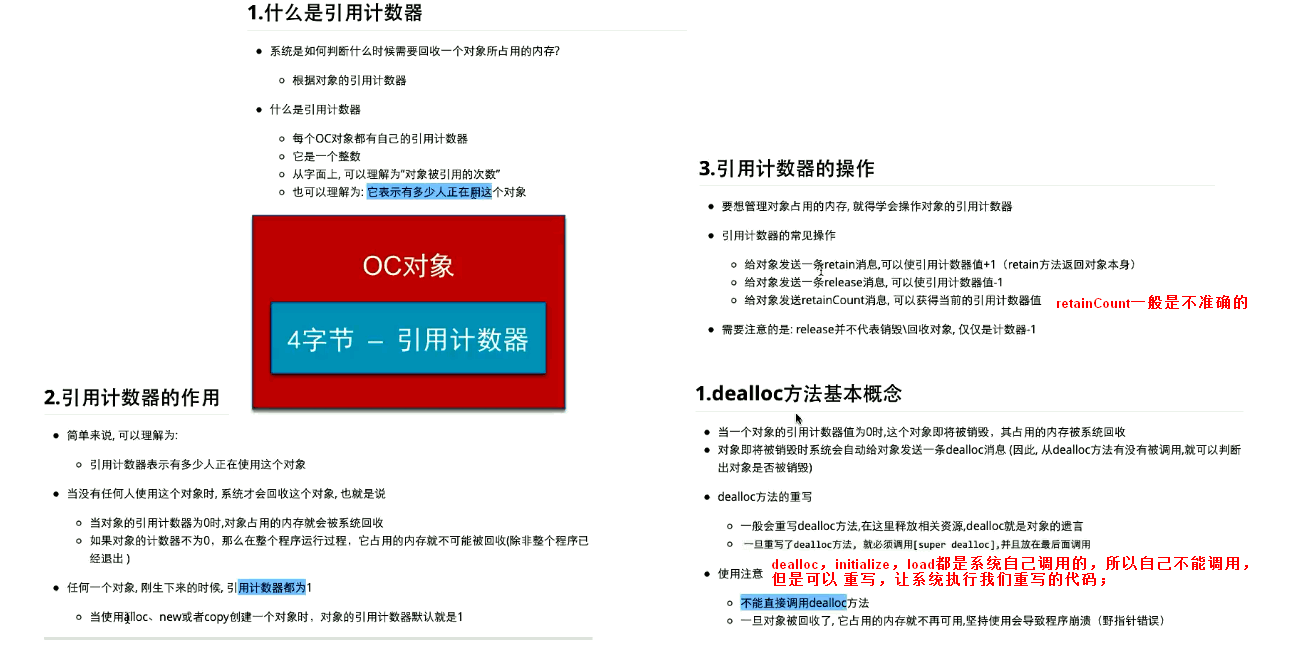 1.什么是引用计数器
系统是如何判断什么时候需要回收一个对象所占用的内存?
根据对象的引用计数器
什么是引用计数器
每个OC对象都有自己的引用计数器
它是一个整数
从字面上, 可以理解为"对象被引用的次数"
也可以理解为: 它表示有多少人正在用这个对象
OC对象
4字节 – 引用计数器
2.引用计数器的作用
简单来说, 可以理解为:
引用计数器表示有多少人正在使用这个对象
当没有任何人使用这个对象时, 系统才会回收这个对象, 也就是说
当对象的引用计数器为0时,对象占用的内存就会被系统回收
如果对象的计数器不为0，那么在整个程序运行过程，它占用的内存就不可能被回收(除非整个程序已
经退出 )
任何一个对象, 刚生下来的时候, 引用计数器都为1
当使用alloc、new或者copy创建一个对象时，对象的引用计数器默认就是1
3.引用计数器的操作
要想管理对象占用的内存, 就得学会操作对象的引用计数器
引用计数器的常见操作
给对象发送一条retain消息,可以使引用计数器值+1（retain方法返回对象本身）
给对象发送一条release消息, 可以使引用计数器值-1
给对象发送retainCount消息, 可以获得当前的引用计数器值
retainCount一般是不准确的
需要注意的是: release并不代表销毁\回收对象, 仅仅是计数器-1
1.dealloc方法基本概念
当一个对象的引用计数器值为0时,这个对象即将被销毁，其占用的内存被系统回收
对象即将被销毁时系统会自动给对象发送一条dealloc消息 (因此, 从dealloc方法有没有被调用,就可以判断
出对象是否被销毁)
dealloc方法的重写
一般会重写dealloc方法,在这里释放相关资源,dealloc就是对象的遗言
一旦重写了dealloc方法, 就必须调用[super dealloc],并且放在最后面调用
使用注意
dealloc，initialize，load都是系统自己调用的，所以自己不能调用，
但是可以 重写，让系统执行我们重写的代码；
不能直接调用dealloc方法
一旦对象被回收了, 它占用的内存就不再可用,坚持使用会导致程序崩溃（野指针错误）